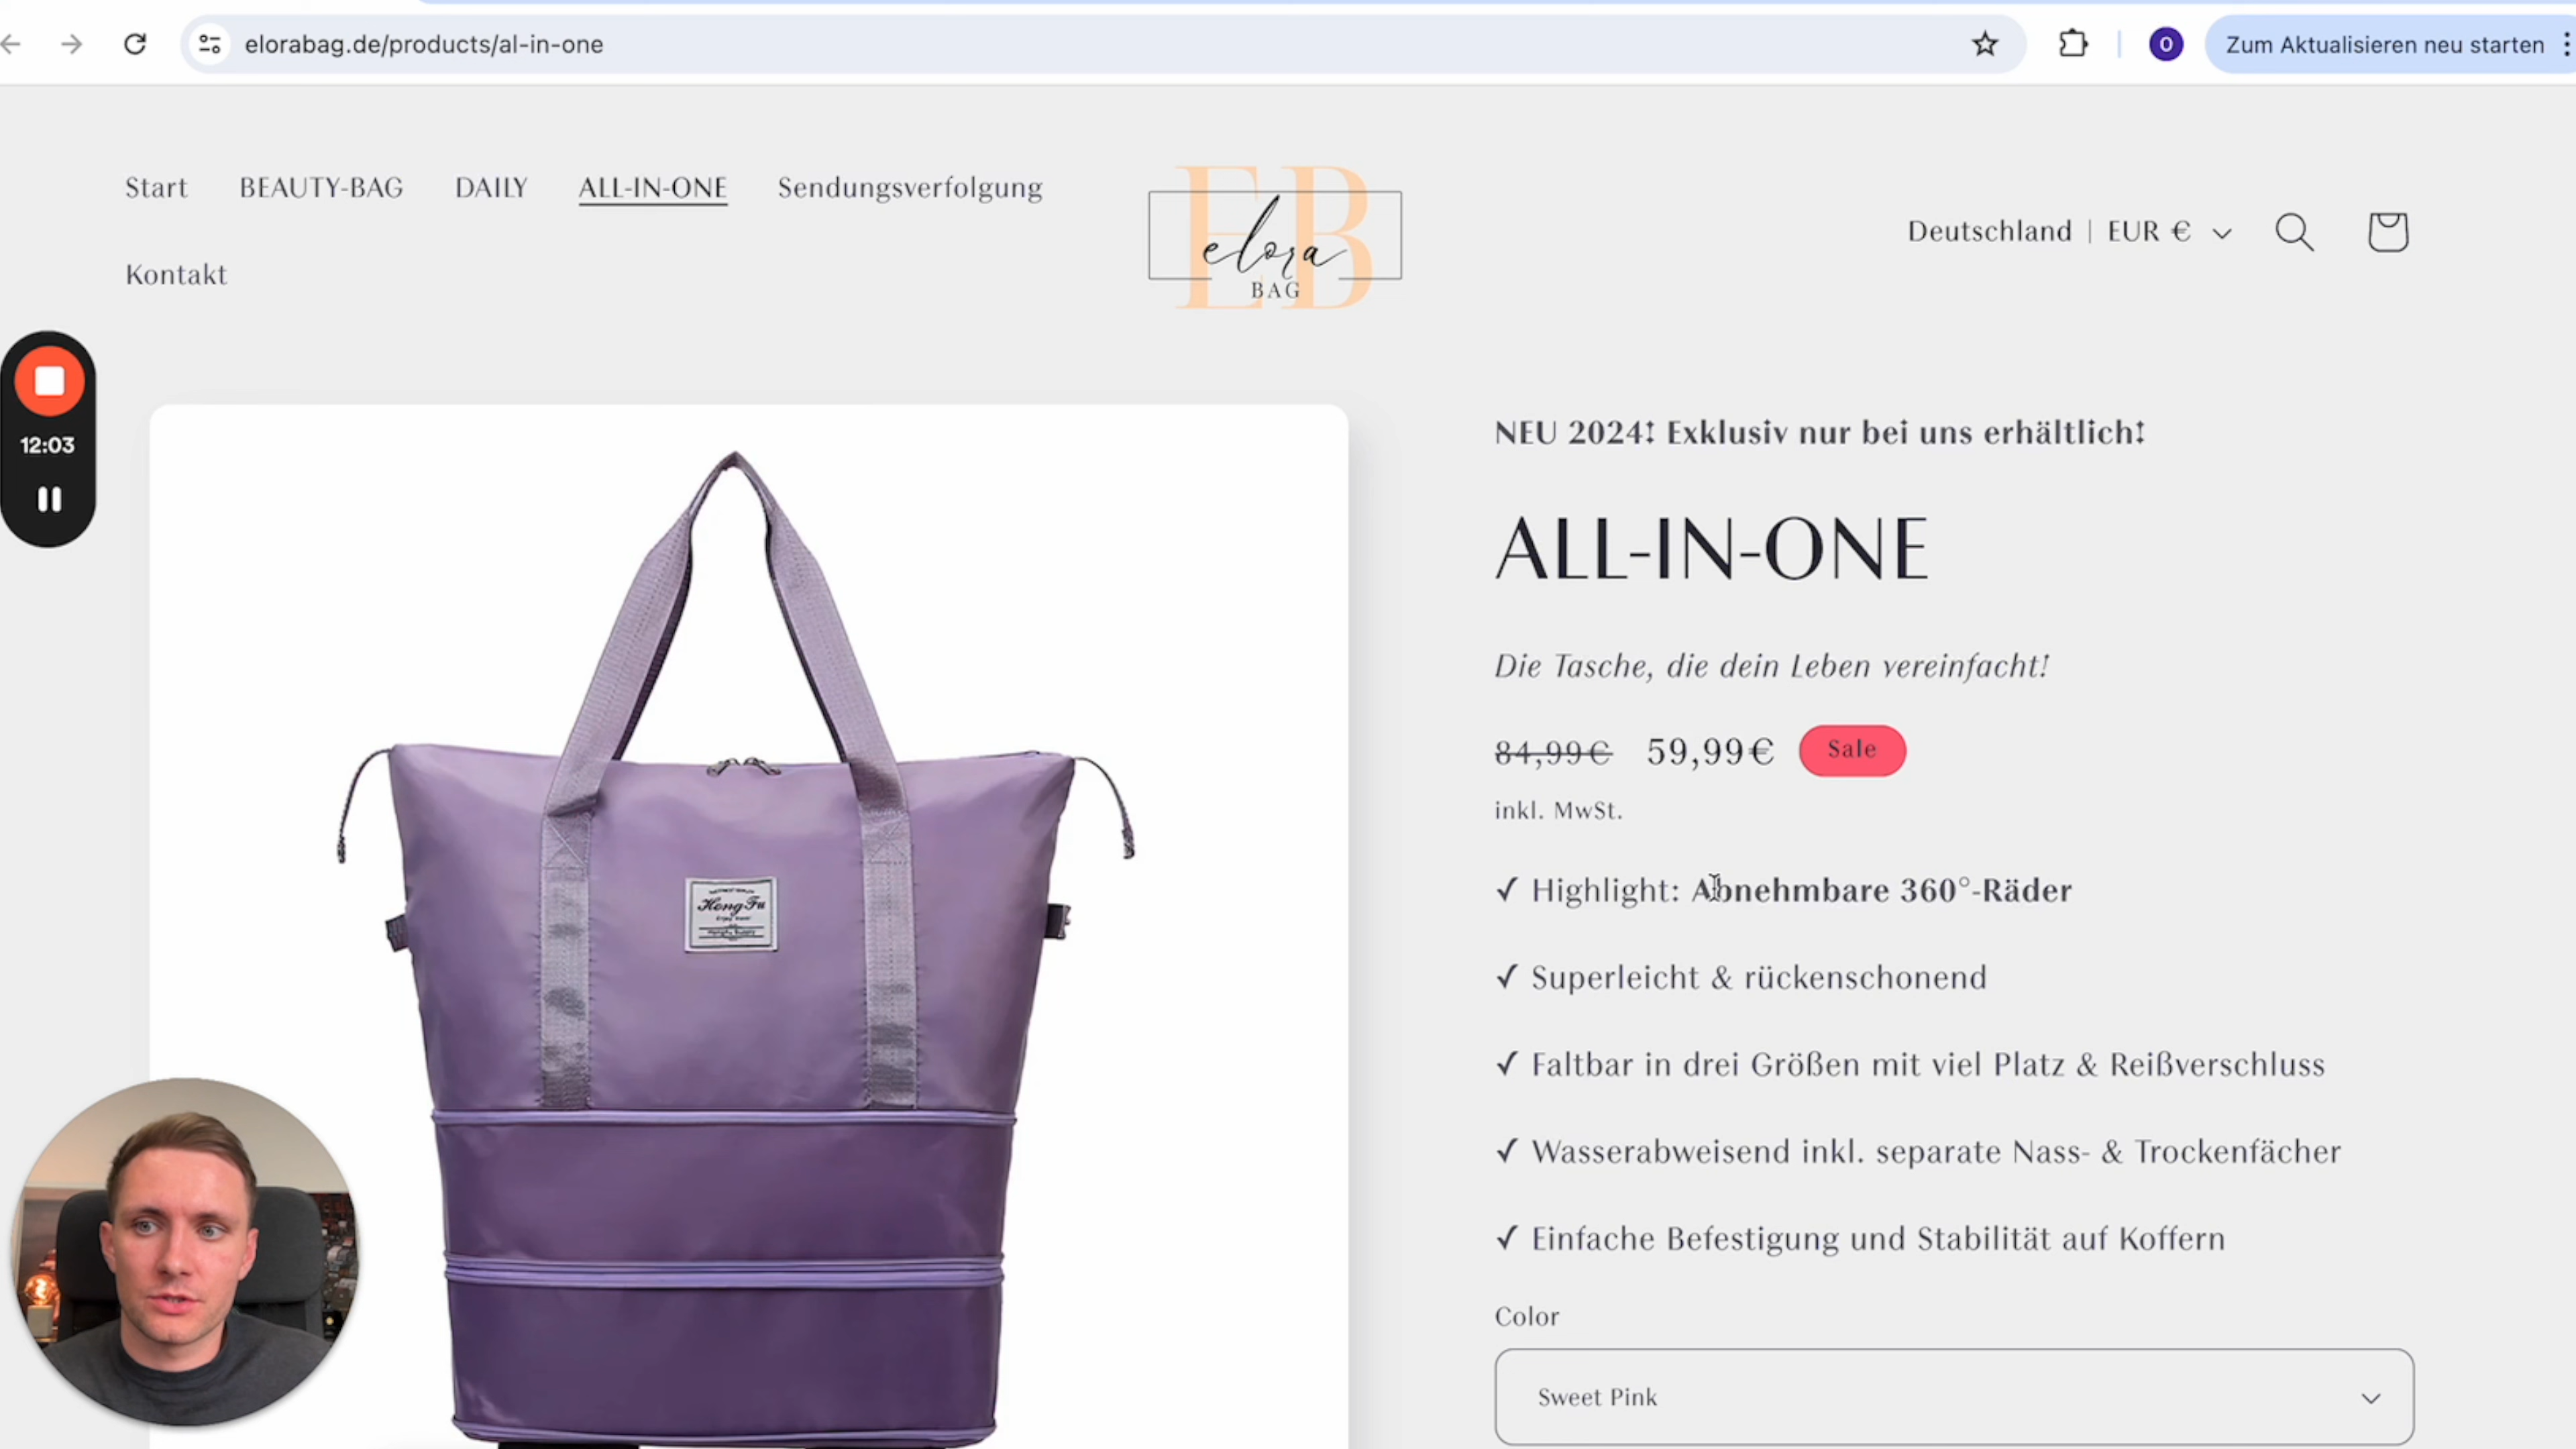 elorabag.de/products/al-in-one
O
Zum Aktualisieren neu starten
Start
BEAUTY-BAG
DAILY
ALL-IN-ONE
Sendungsverfolgung
Kontakt
EB
elora
BAG
Deutschland | EUR €
12:03
NEU 2024! Exklusiv nur bei uns erhältlich!
ALL-IN-ONE
Die Tasche, die dein Leben vereinfacht!
84,99€ 59,99€ Sale
inkl. MwSt.
✓ Highlight: Abnehmbare 360°-Räder
✓ Superleicht & rückenschonend
✓ Faltbar in drei Größen mit viel Platz & Reißverschluss
✓ Wasserabweisend inkl. separate Nass- & Trockenfächer
✓ Einfache Befestigung und Stabilität auf Koffern
Color
Sweet Pink
HongFu